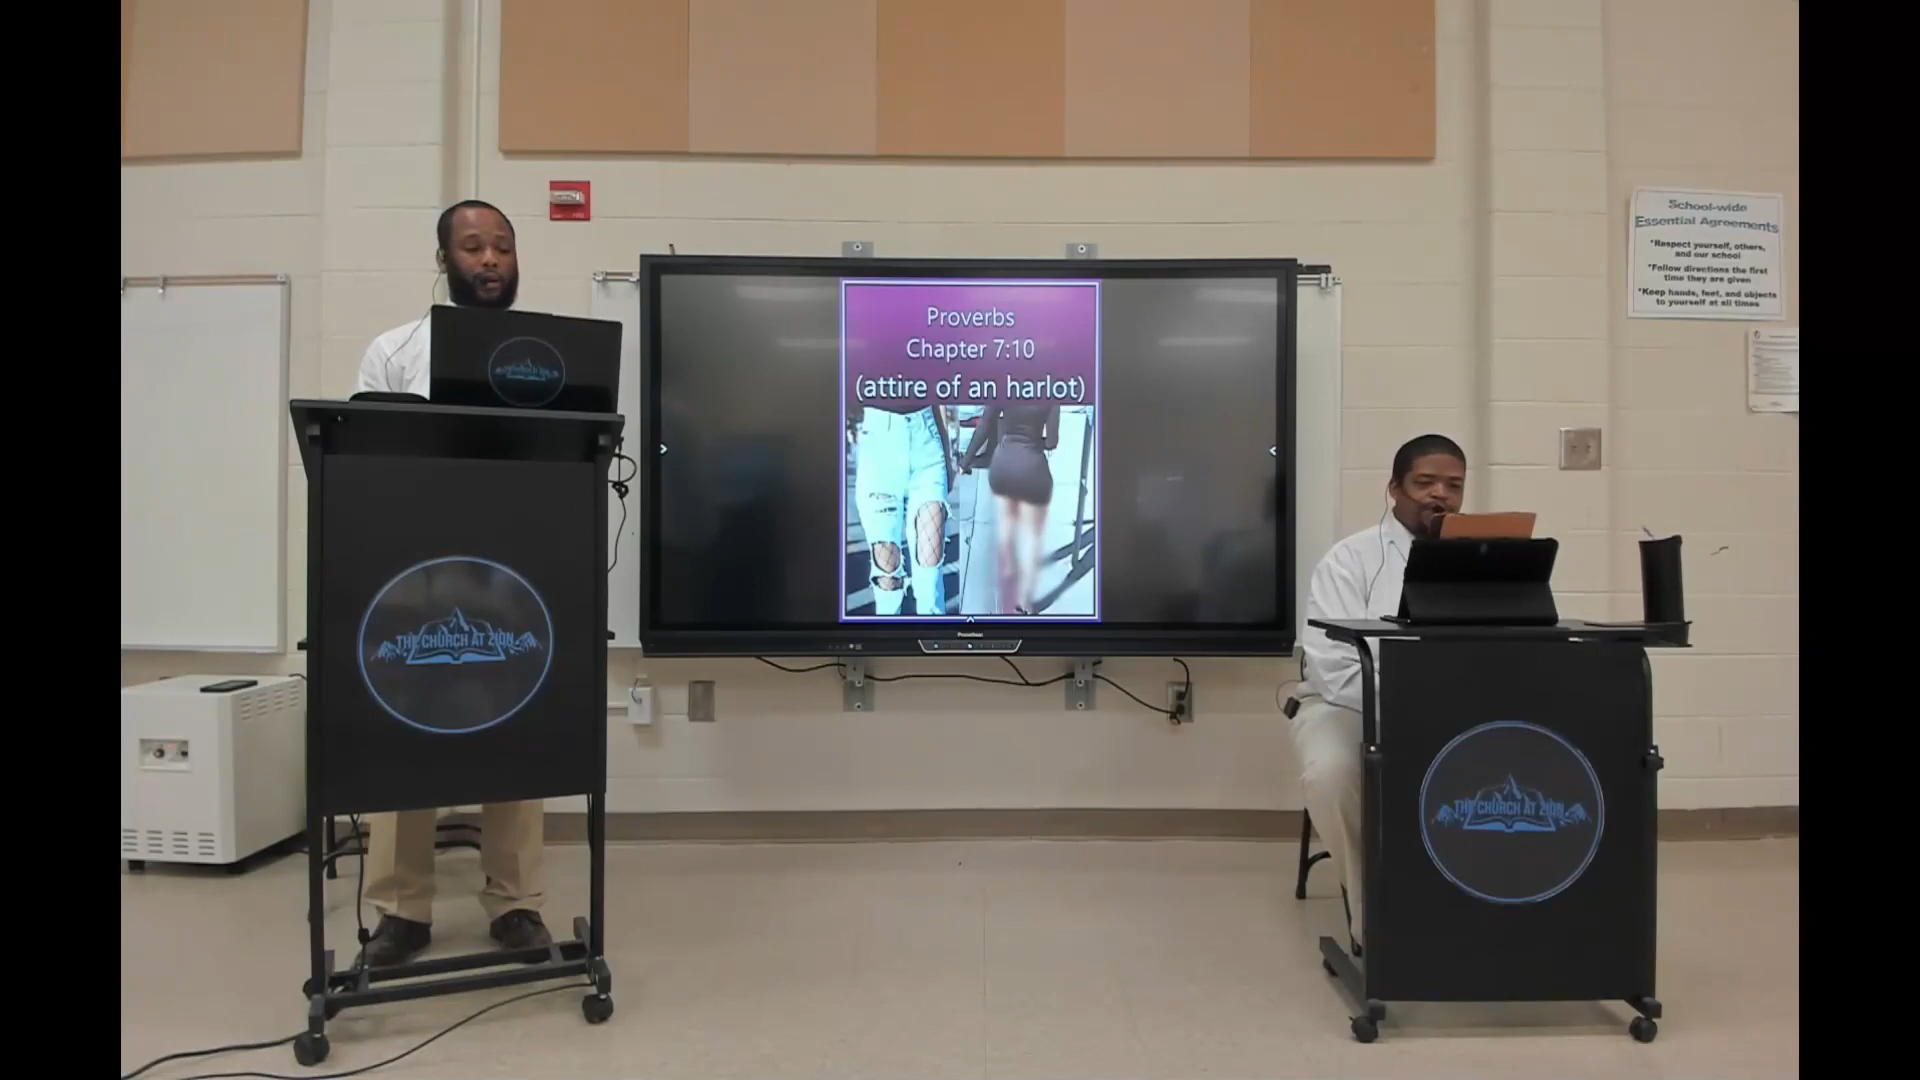 Proverbs
Chapter 7:10
(attire of an harlot)
School-wide
Essential Agreements
*Respect yourself, others,
and our school
*Follow directions the first
time they are given
*Keep hands, feet, and objects
to yourself at all times
THE CHURCH AT ZION
THE CHURCH AT ZION
Promethean